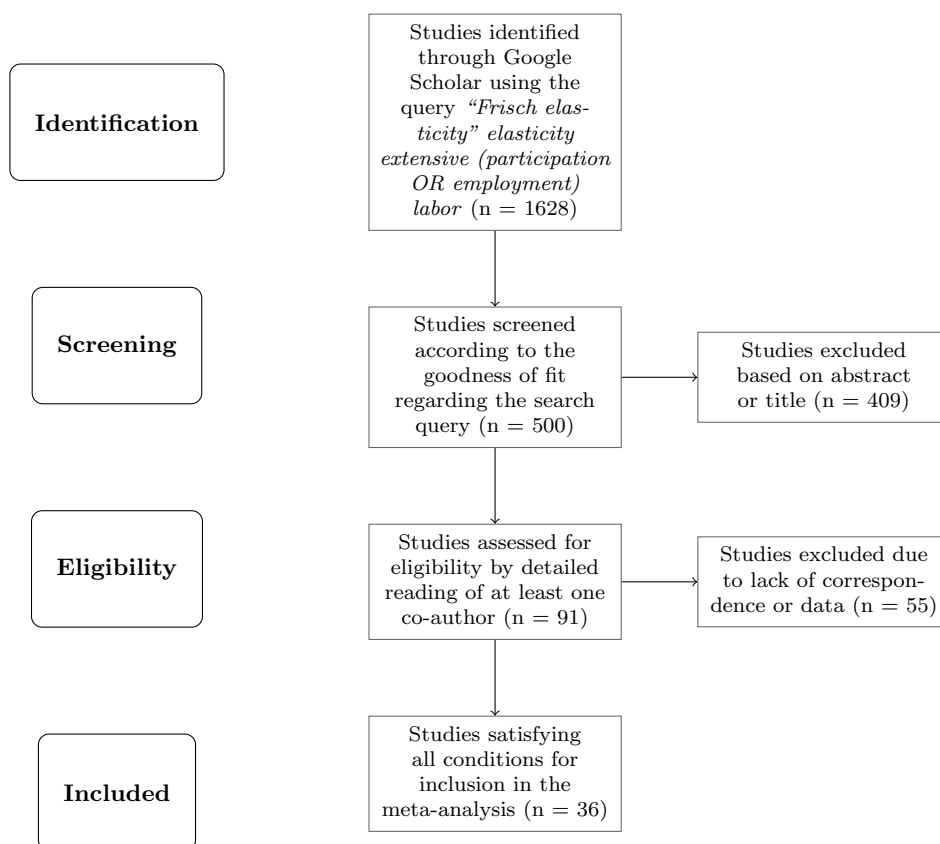 Identification
Studies identified
through Google
Scholar using the
query “Frisch elas-
ticity” elasticity
extensive (participation
OR employment)
labor (n = 1628)
Screening
Studies screened
according to the
goodness of fit
regarding the search
query (n = 500)
Studies excluded
based on abstract
or title (n = 409)
Eligibility
Studies assessed for
eligibility by detailed
reading of at least one
co-author (n = 91)
Studies excluded due
to lack of correspon-
dence or data (n = 55)
Included
Studies satisfying
all conditions for
inclusion in the
meta-analysis (n = 36)